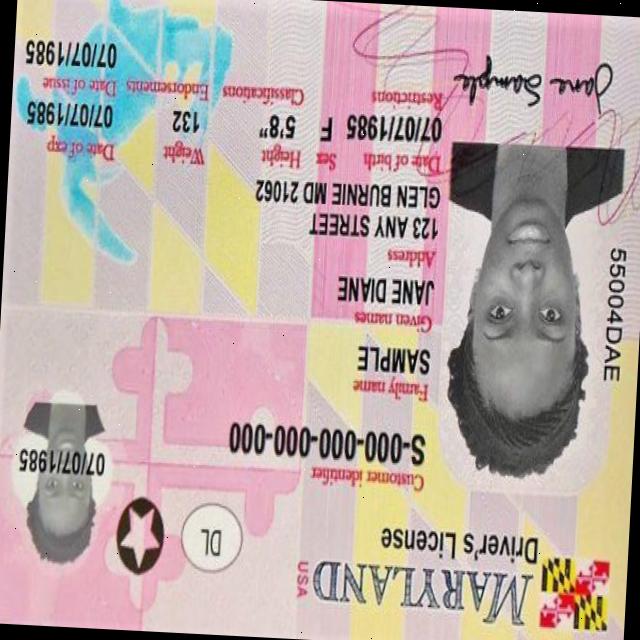 MARYLAND USA
Driver's License
DL
Customer identifier
S-000-000-000-000
07/07/1985
Family name
SAMPLE
Given names
JANE DIANE
Address
123 ANY STREET
GLEN BURNIE MD 21062
Date of birth Sex Height Weight Date of exp
07/07/1985 F 5'8" 132 07/07/1985
Restrictions Classifications Endorsements Date of issue
07/07/1985
Jane Sample
55004DAE